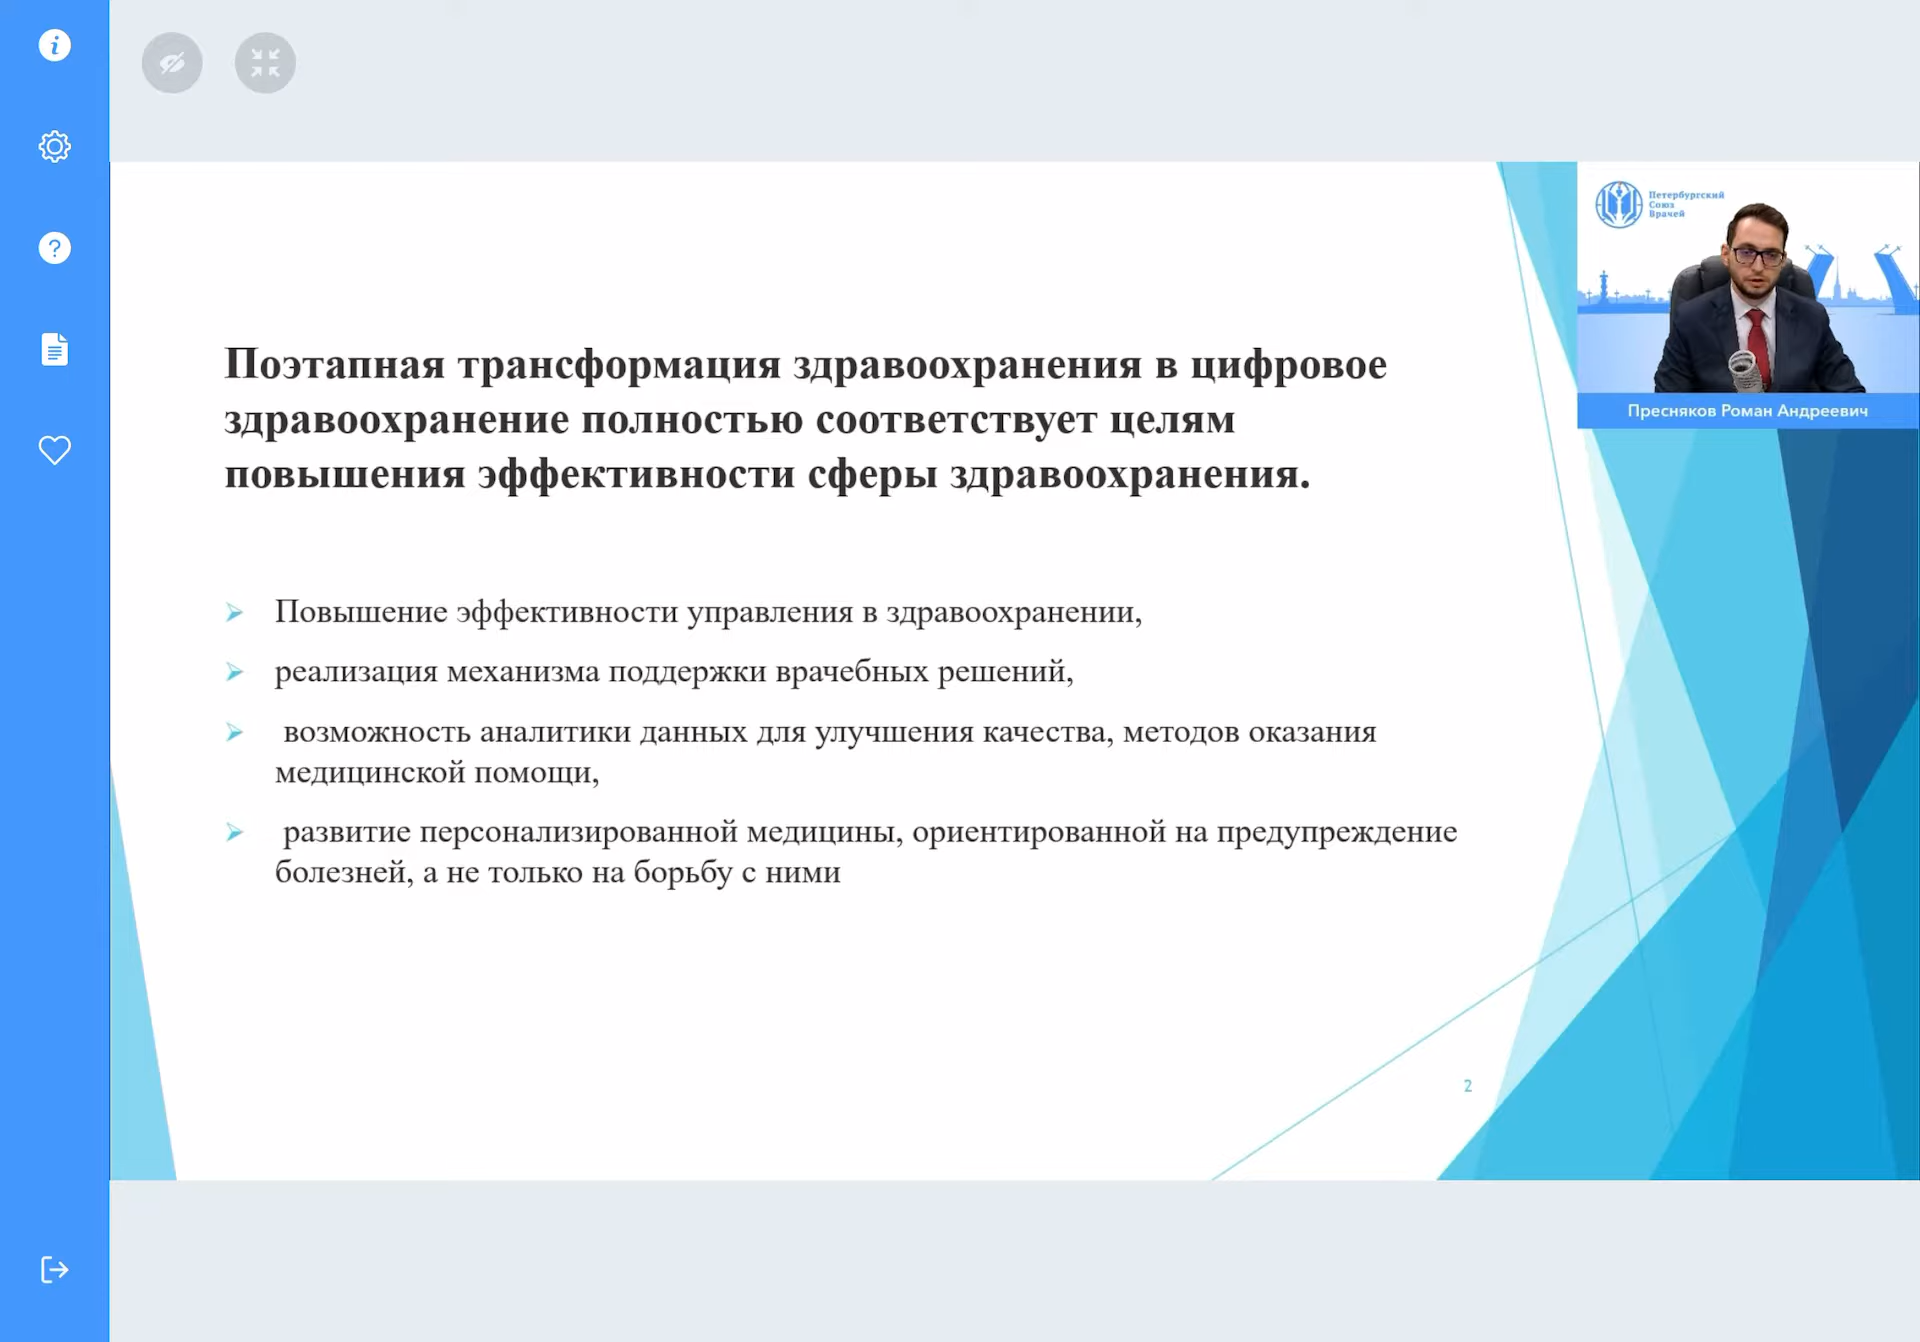 Петербургский
Союз
Врачей
Пресняков Роман Андреевич
Поэтапная трансформация здравоохранения в цифровое
здравоохранение полностью соответствует целям
повышения эффективности сферы здравоохранения.
Повышение эффективности управления в здравоохранении,
реализация механизма поддержки врачебных решений,
возможность аналитики данных для улучшения качества, методов оказания
медицинской помощи,
развитие персонализированной медицины, ориентированной на предупреждение
болезней, а не только на борьбу с ними
2